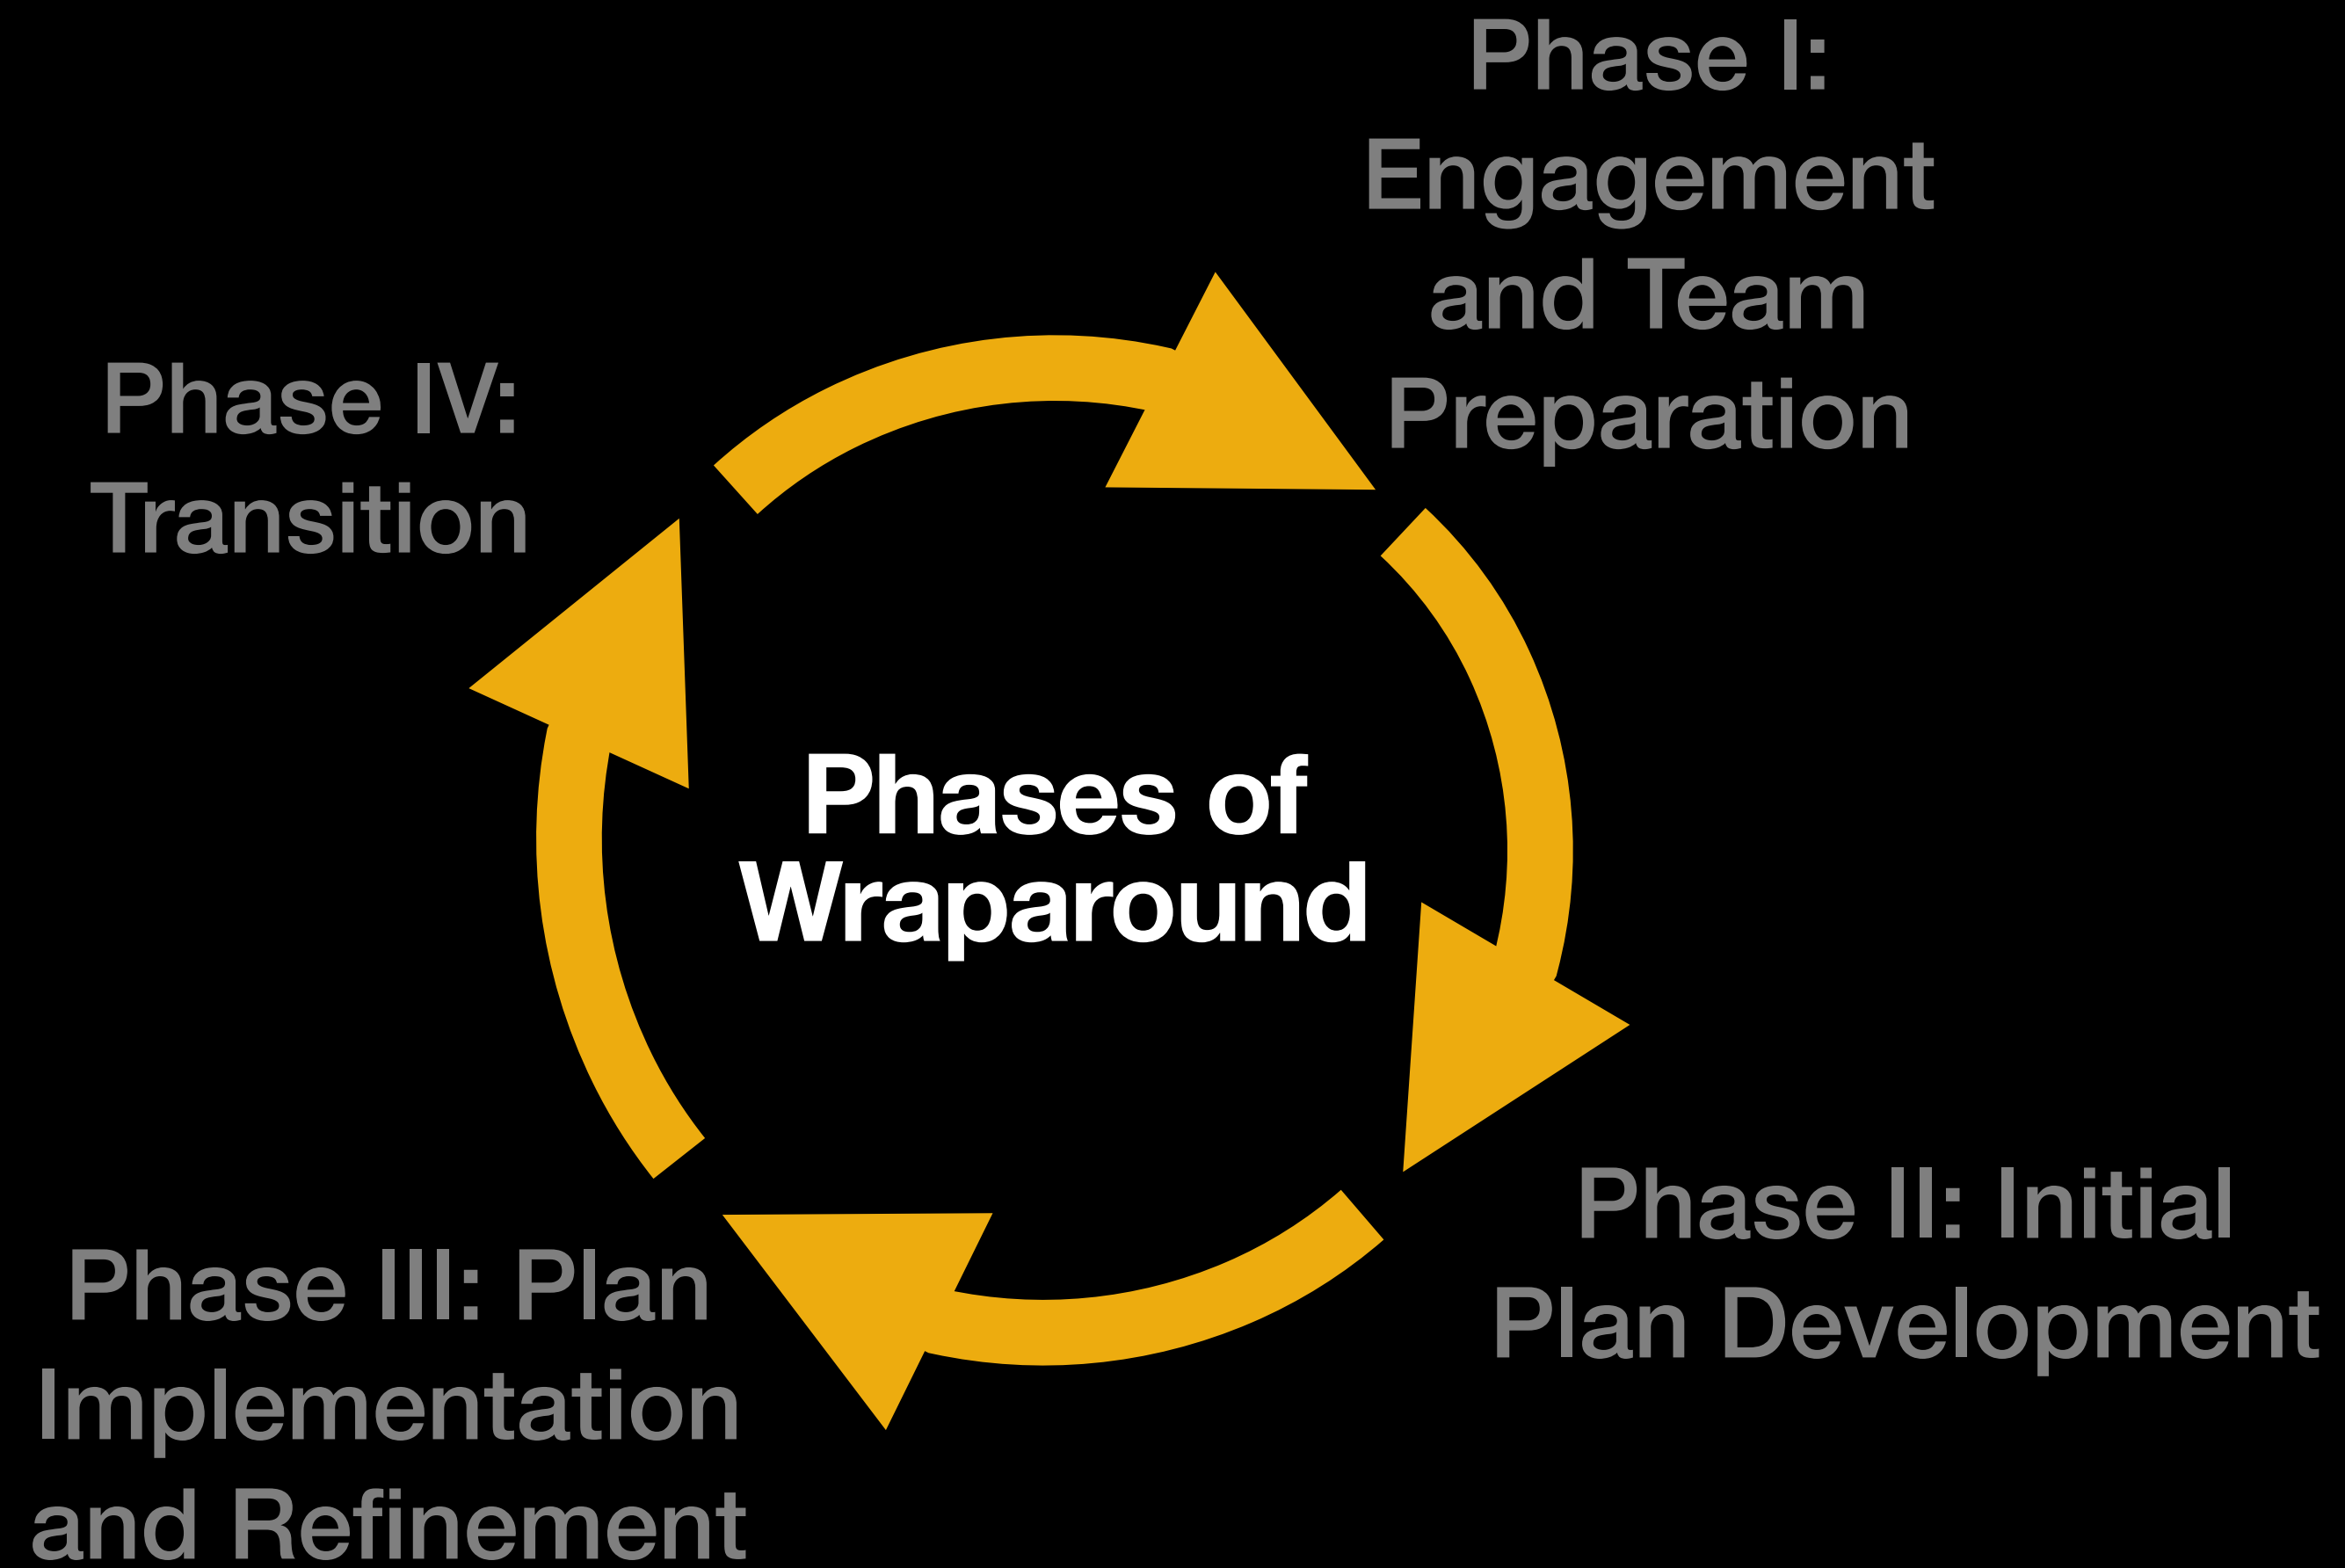 Phase I:
Engagement
and Team
Preparation
Phase IV:
Transition
Phases of
Wraparound
Phase II: Initial
Plan Development
Phase III: Plan
Implementation
and Refinement